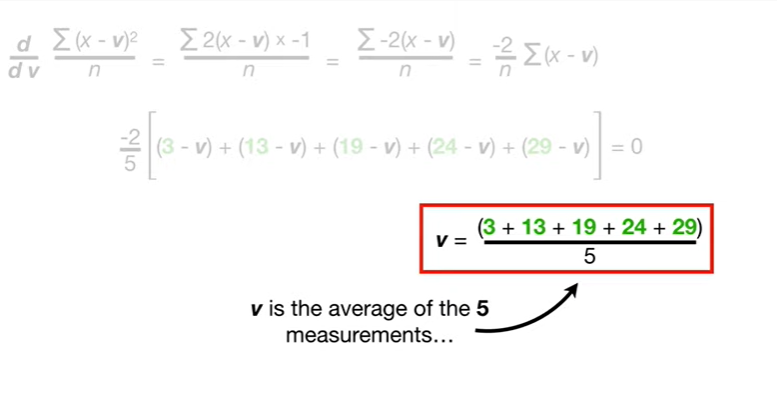 d/dv ∑(x - v)²/n = ∑2(x - v) × -1/n = ∑-2(x - v)/n = -2/n ∑(x - v)
-2/5 [(3 - v) + (13 - v) + (19 - v) + (24 - v) + (29 - v)] = 0
v = (3 + 13 + 19 + 24 + 29)/5
v is the average of the 5
measurements…